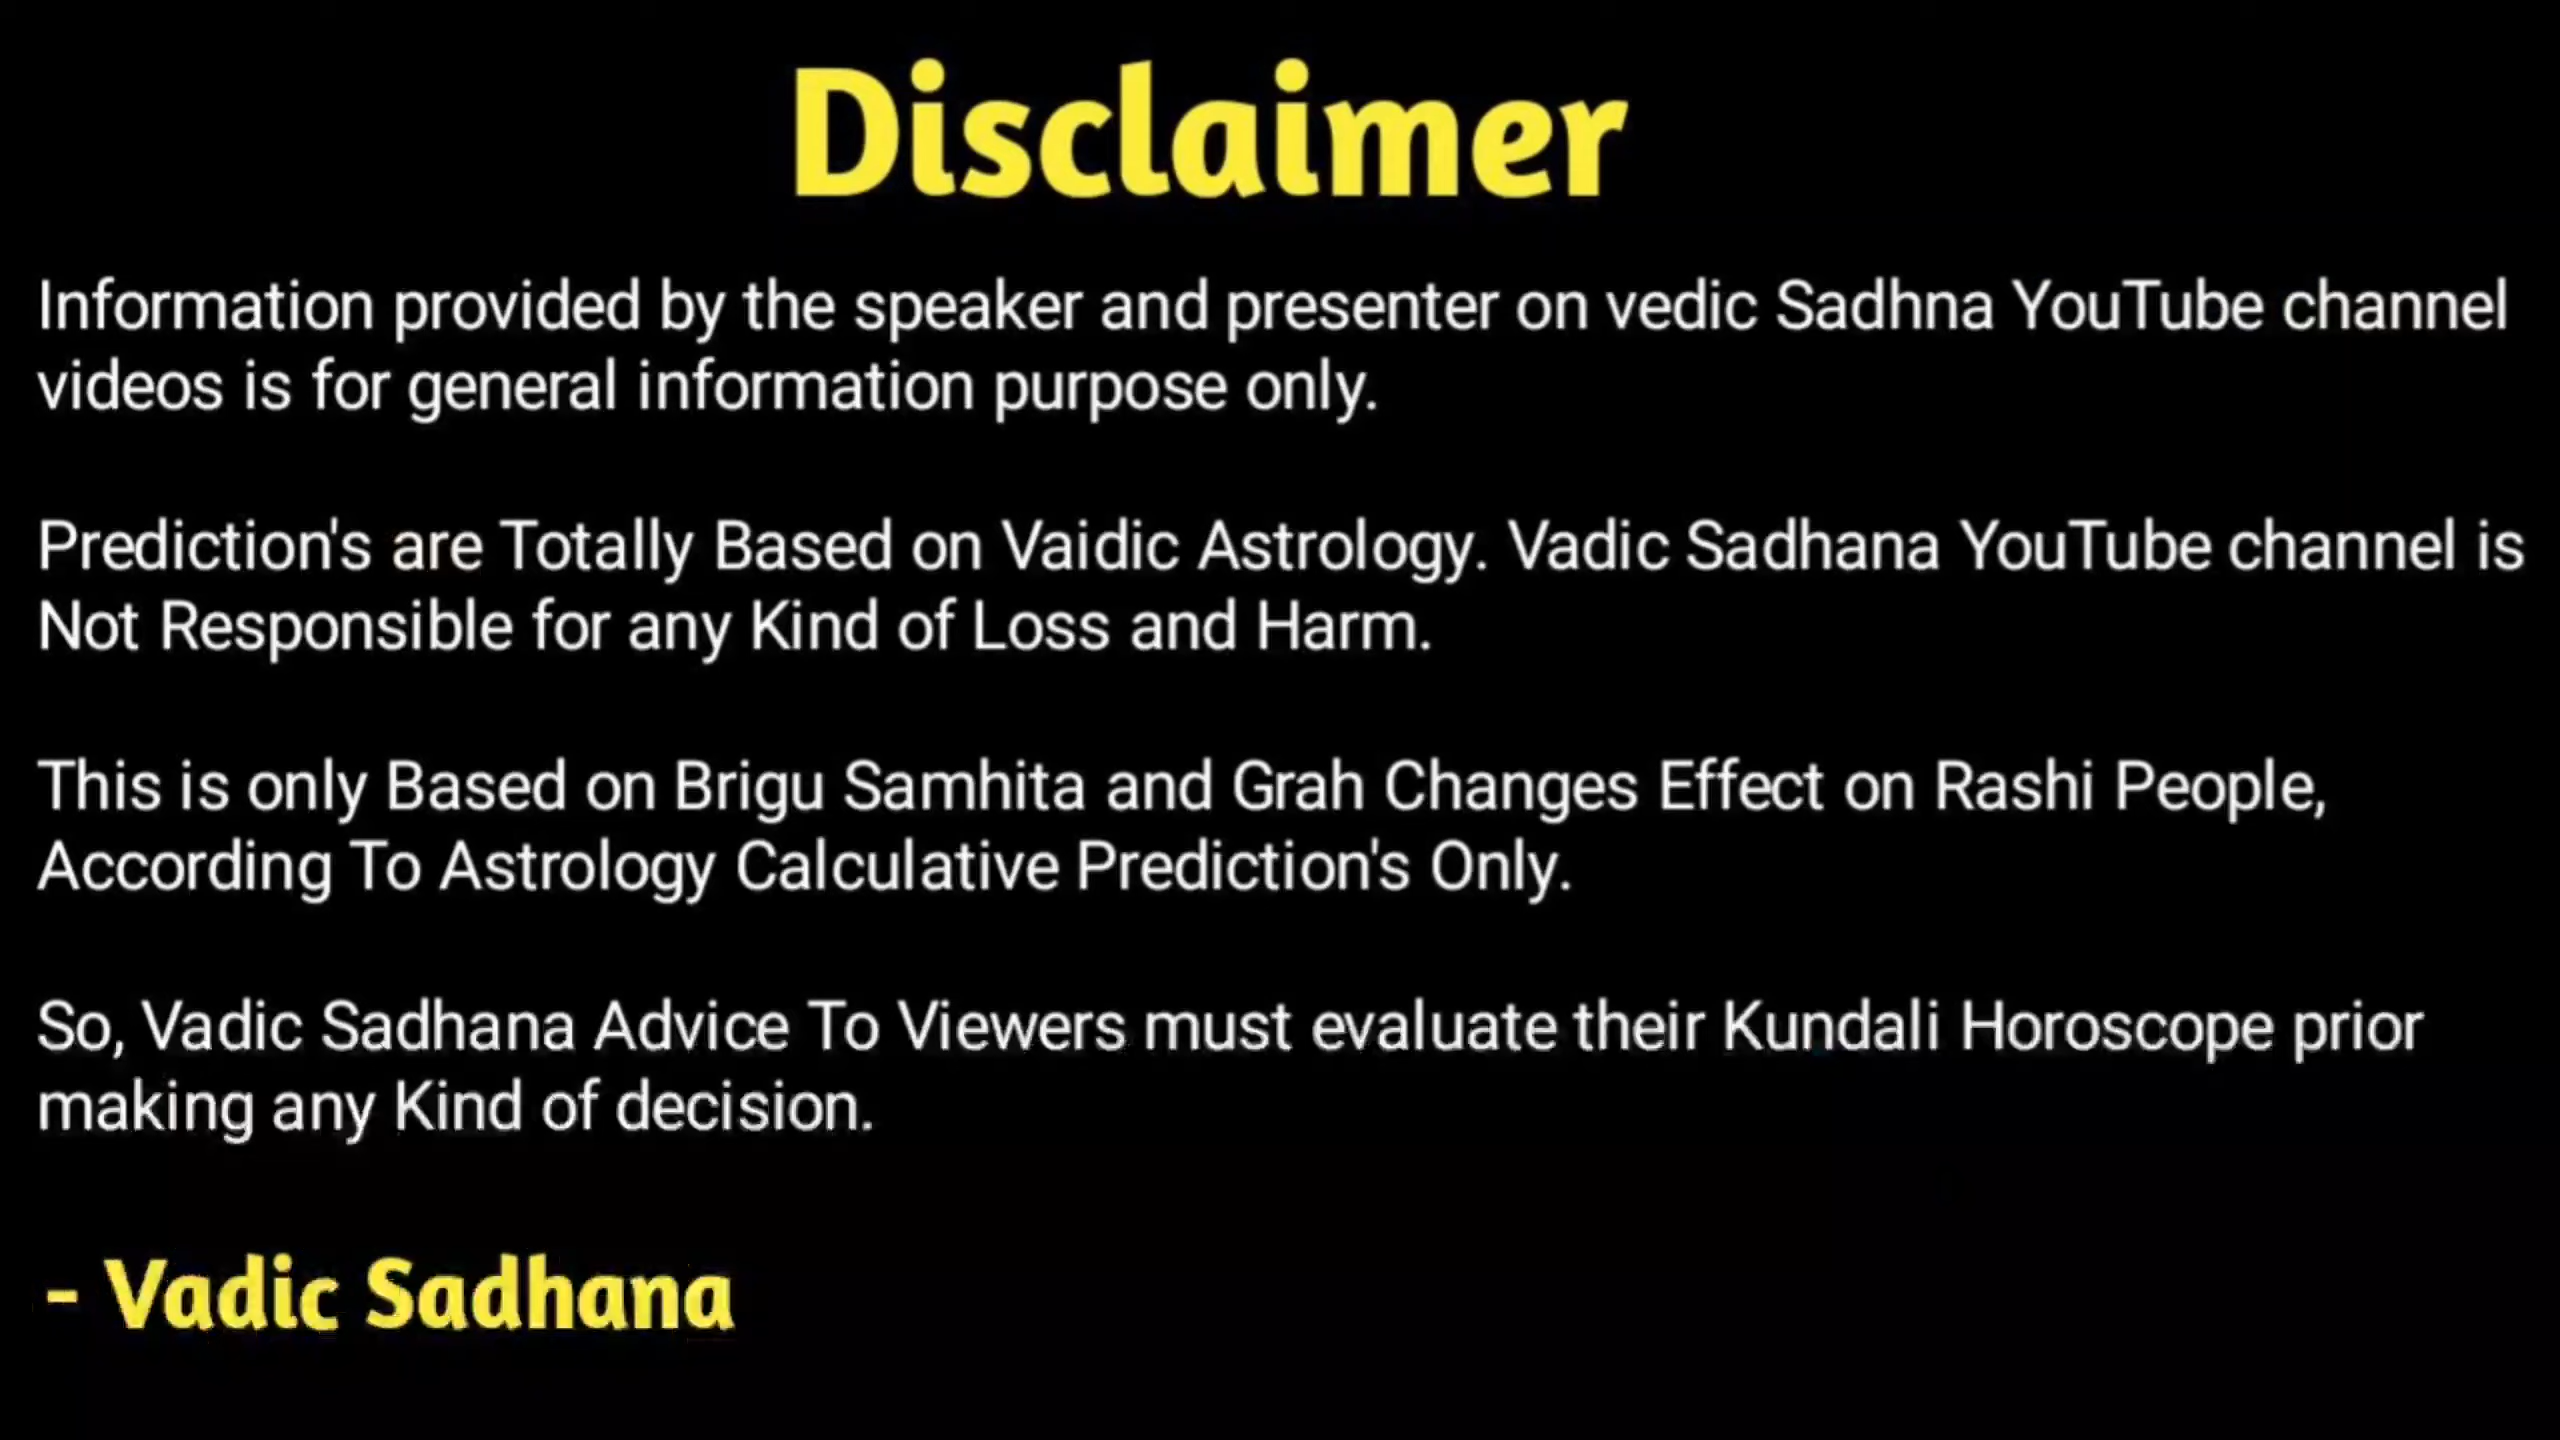 Disclaimer
Information provided by the speaker and presenter on vedic Sadhna YouTube channel
videos is for general information purpose only.
Prediction's are Totally Based on Vaidic Astrology. Vadic Sadhana YouTube channel is
Not Responsible for any Kind of Loss and Harm.
This is only Based on Brigu Samhita and Grah Changes Effect on Rashi People,
According To Astrology Calculative Prediction's Only.
So, Vadic Sadhana Advice To Viewers must evaluate their Kundali Horoscope prior
making any Kind of decision.
- Vadic Sadhana